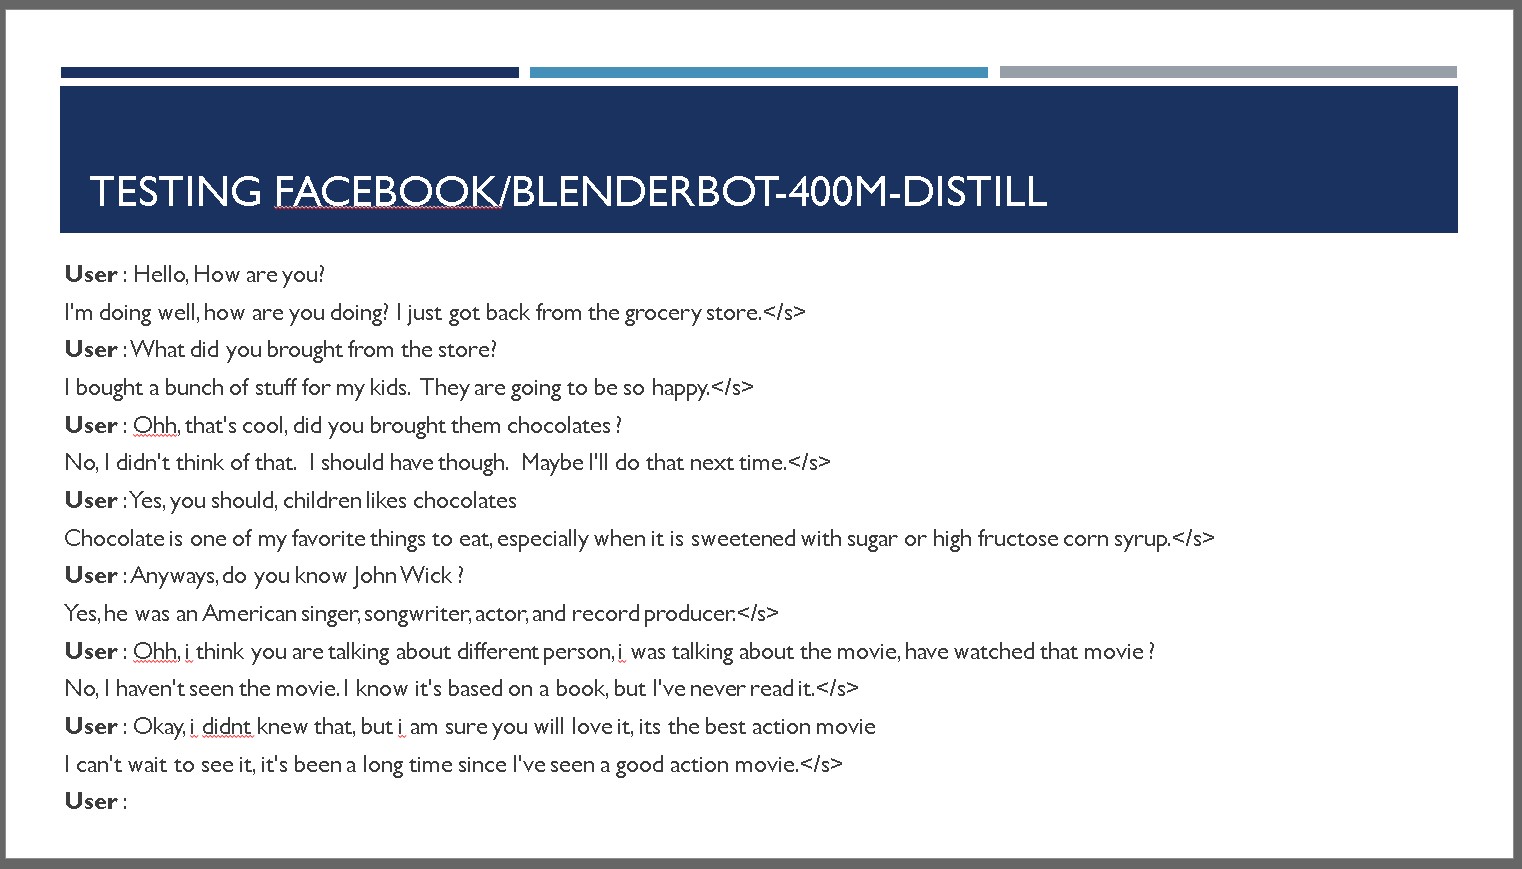 TESTING FACEBOOK/BLENDERBOT-400M-DISTILL
User : Hello, How are you?
I'm doing well, how are you doing? I just got back from the grocery store.</s>
User : What did you brought from the store?
I bought a bunch of stuff for my kids.  They are going to be so happy.</s>
User : Ohh, that's cool, did you brought them chocolates ?
No, I didn't think of that.  I should have though.  Maybe I'll do that next time.</s>
User : Yes, you should, children likes chocolates
Chocolate is one of my favorite things to eat, especially when it is sweetened with sugar or high fructose corn syrup.</s>
User : Anyways, do you know John Wick ?
Yes, he was an American singer, songwriter, actor, and record producer.</s>
User : Ohh, i think you are talking about different person, i was talking about the movie, have watched that movie ?
No, I haven't seen the movie. I know it's based on a book, but I've never read it.</s>
User : Okay, i didnt knew that, but i am sure you will love it, its the best action movie
I can't wait to see it, it's been a long time since I've seen a good action movie.</s>
User :